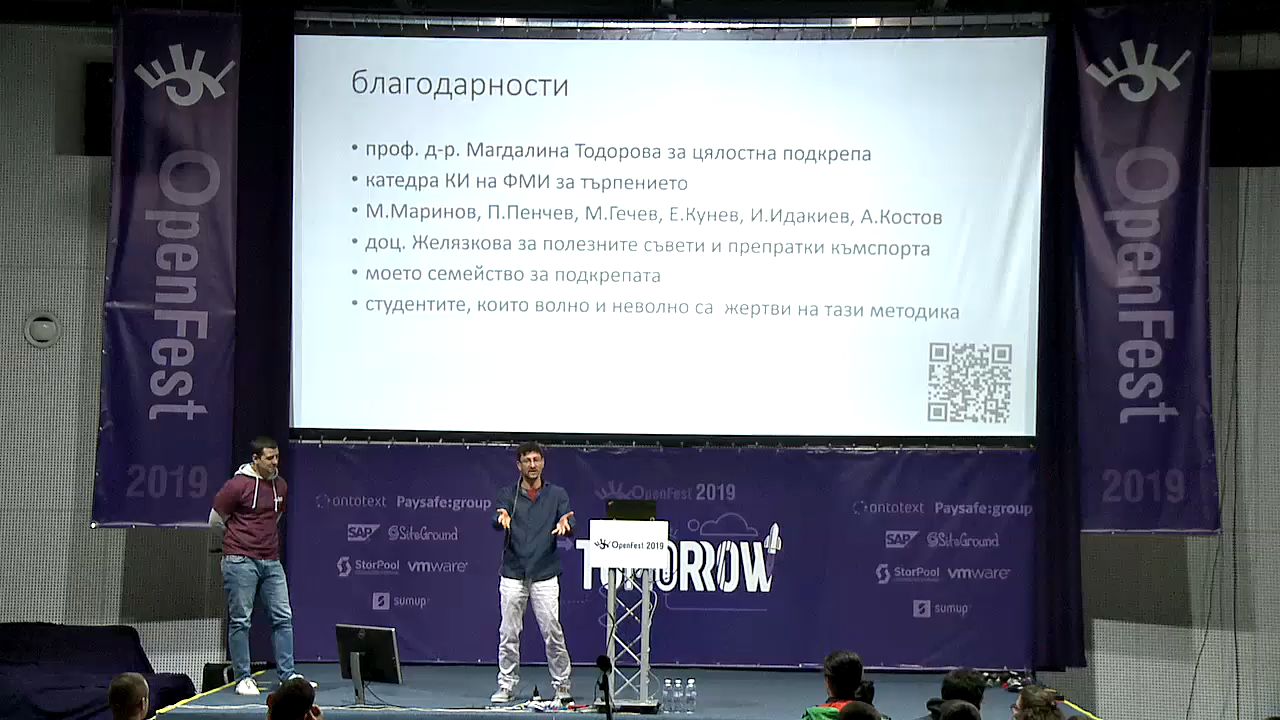 благодарности
• проф. д-р. Магдалина Тодорова за цялостна подкрепа
• катедра КИ на ФМИ за търпението
• М.Маринов, П.Пенчев, М.Гечев, Е.Кунев, И.Идакиев, А.Костов
• доц. Желязкова за полезните съвети и препратки къмспорта
• моето семейство за подкрепата
• студентите, които волно и неволно са жертви на тази методика
OpenFest
2019
OpenFest
2019
OpenFest 2019
ontotext Paysafe:group
SAP SiteGround
StorPool vmware
sumup
OpenFest 2019
TOMORROW
ontotext Paysafe:group
SAP SiteGround
StorPool vmware
sumup